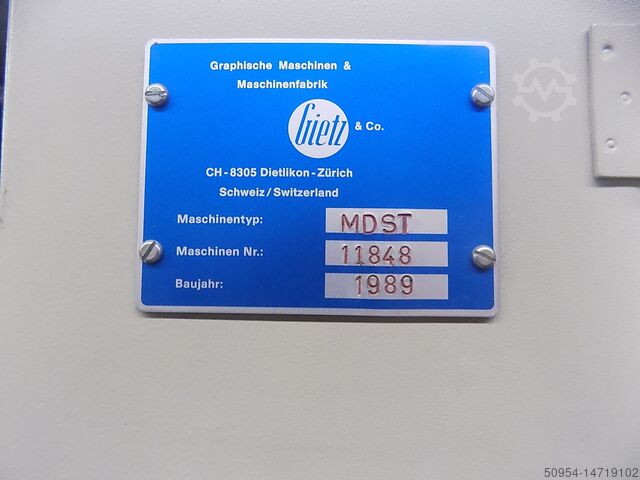 Graphische Maschinen &
Maschinenfabrik
Gietz & Co.
CH-8305 Dietlikon-Zürich
Schweiz/Switzerland
Maschinentyp: MDST
Maschinen Nr.: 11848
Baujahr: 1989
50954-14719102